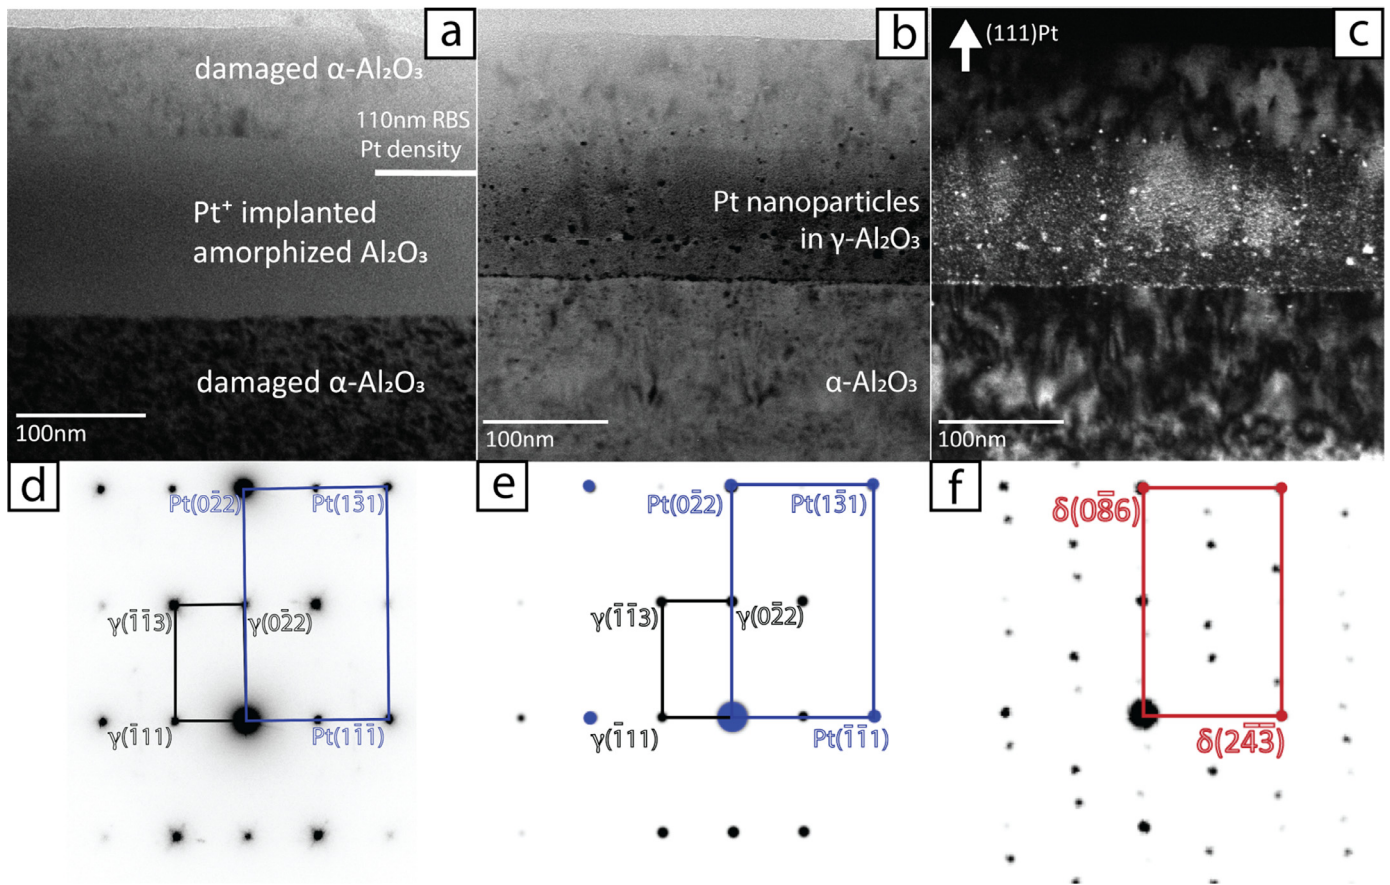 a
damaged α-Al₂O₃
110nm RBS
Pt density
Pt⁺ implanted
amorphized Al₂O₃
damaged α-Al₂O₃
100nm
b
Pt nanoparticles
in γ-Al₂O₃
α-Al₂O₃
100nm
c
(111)Pt
100nm
d
Pt(02̅2) Pt(13̅1)
γ(1̅1̅3) γ(02̅2)
γ(1̅11) Pt(11̅1̅)
e
Pt(02̅2) Pt(13̅1)
γ(1̅1̅3) γ(02̅2)
γ(1̅11) Pt(1̅1̅1)
f
δ(08̅6)
δ(24̅3̅)